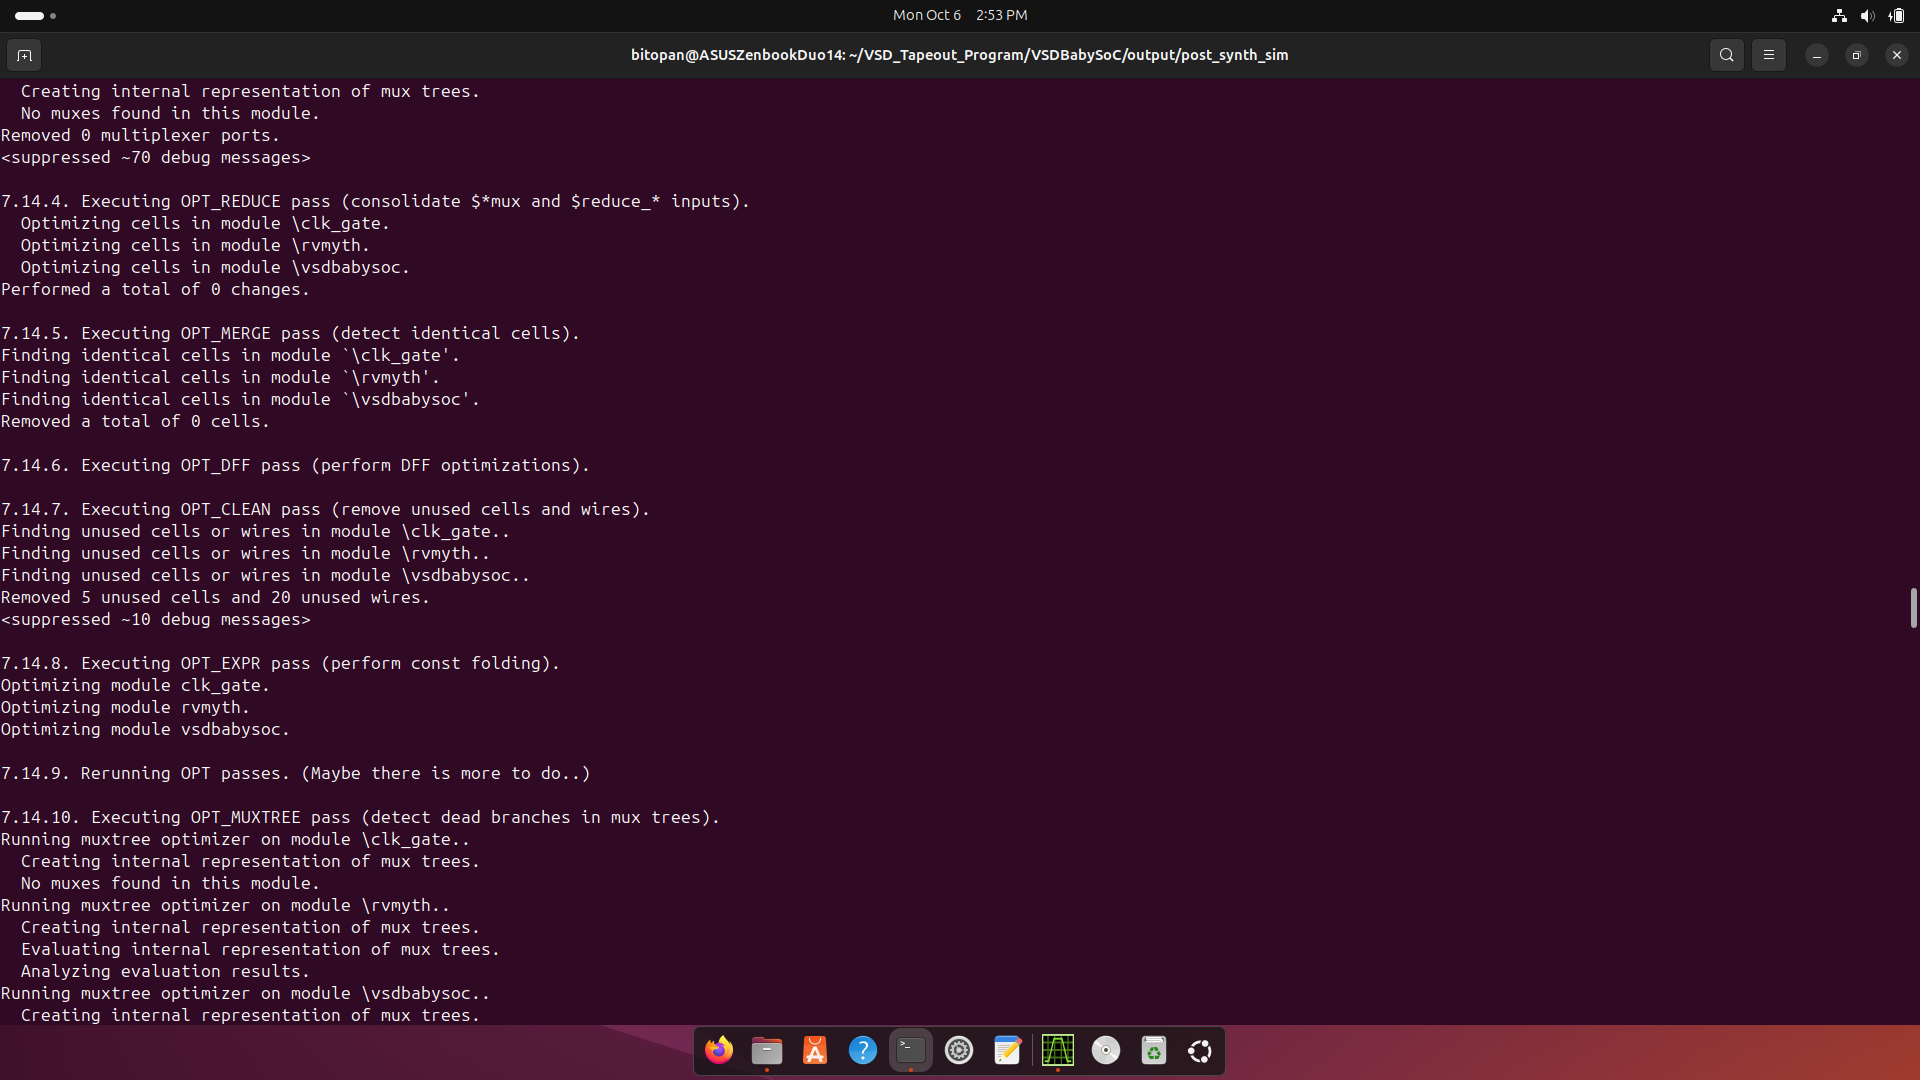 Mon Oct 6 2:53 PM
bitopan@ASUSZenbookDuo14: ~/VSD_Tapeout_Program/VSDBabySoC/output/post_synth_sim
  Creating internal representation of mux trees.
  No muxes found in this module.
Removed 0 multiplexer ports.
<suppressed ~70 debug messages>

7.14.4. Executing OPT_REDUCE pass (consolidate $*mux and $reduce_* inputs).
  Optimizing cells in module \clk_gate.
  Optimizing cells in module \rvmyth.
  Optimizing cells in module \vsdbabysoc.
Performed a total of 0 changes.

7.14.5. Executing OPT_MERGE pass (detect identical cells).
Finding identical cells in module `\clk_gate'.
Finding identical cells in module `\rvmyth'.
Finding identical cells in module `\vsdbabysoc'.
Removed a total of 0 cells.

7.14.6. Executing OPT_DFF pass (perform DFF optimizations).

7.14.7. Executing OPT_CLEAN pass (remove unused cells and wires).
Finding unused cells or wires in module \clk_gate..
Finding unused cells or wires in module \rvmyth..
Finding unused cells or wires in module \vsdbabysoc..
Removed 5 unused cells and 20 unused wires.
<suppressed ~10 debug messages>

7.14.8. Executing OPT_EXPR pass (perform const folding).
Optimizing module clk_gate.
Optimizing module rvmyth.
Optimizing module vsdbabysoc.

7.14.9. Rerunning OPT passes. (Maybe there is more to do..)

7.14.10. Executing OPT_MUXTREE pass (detect dead branches in mux trees).
Running muxtree optimizer on module \clk_gate..
  Creating internal representation of mux trees.
  No muxes found in this module.
Running muxtree optimizer on module \rvmyth..
  Creating internal representation of mux trees.
  Evaluating internal representation of mux trees.
  Analyzing evaluation results.
Running muxtree optimizer on module \vsdbabysoc..
  Creating internal representation of mux trees.